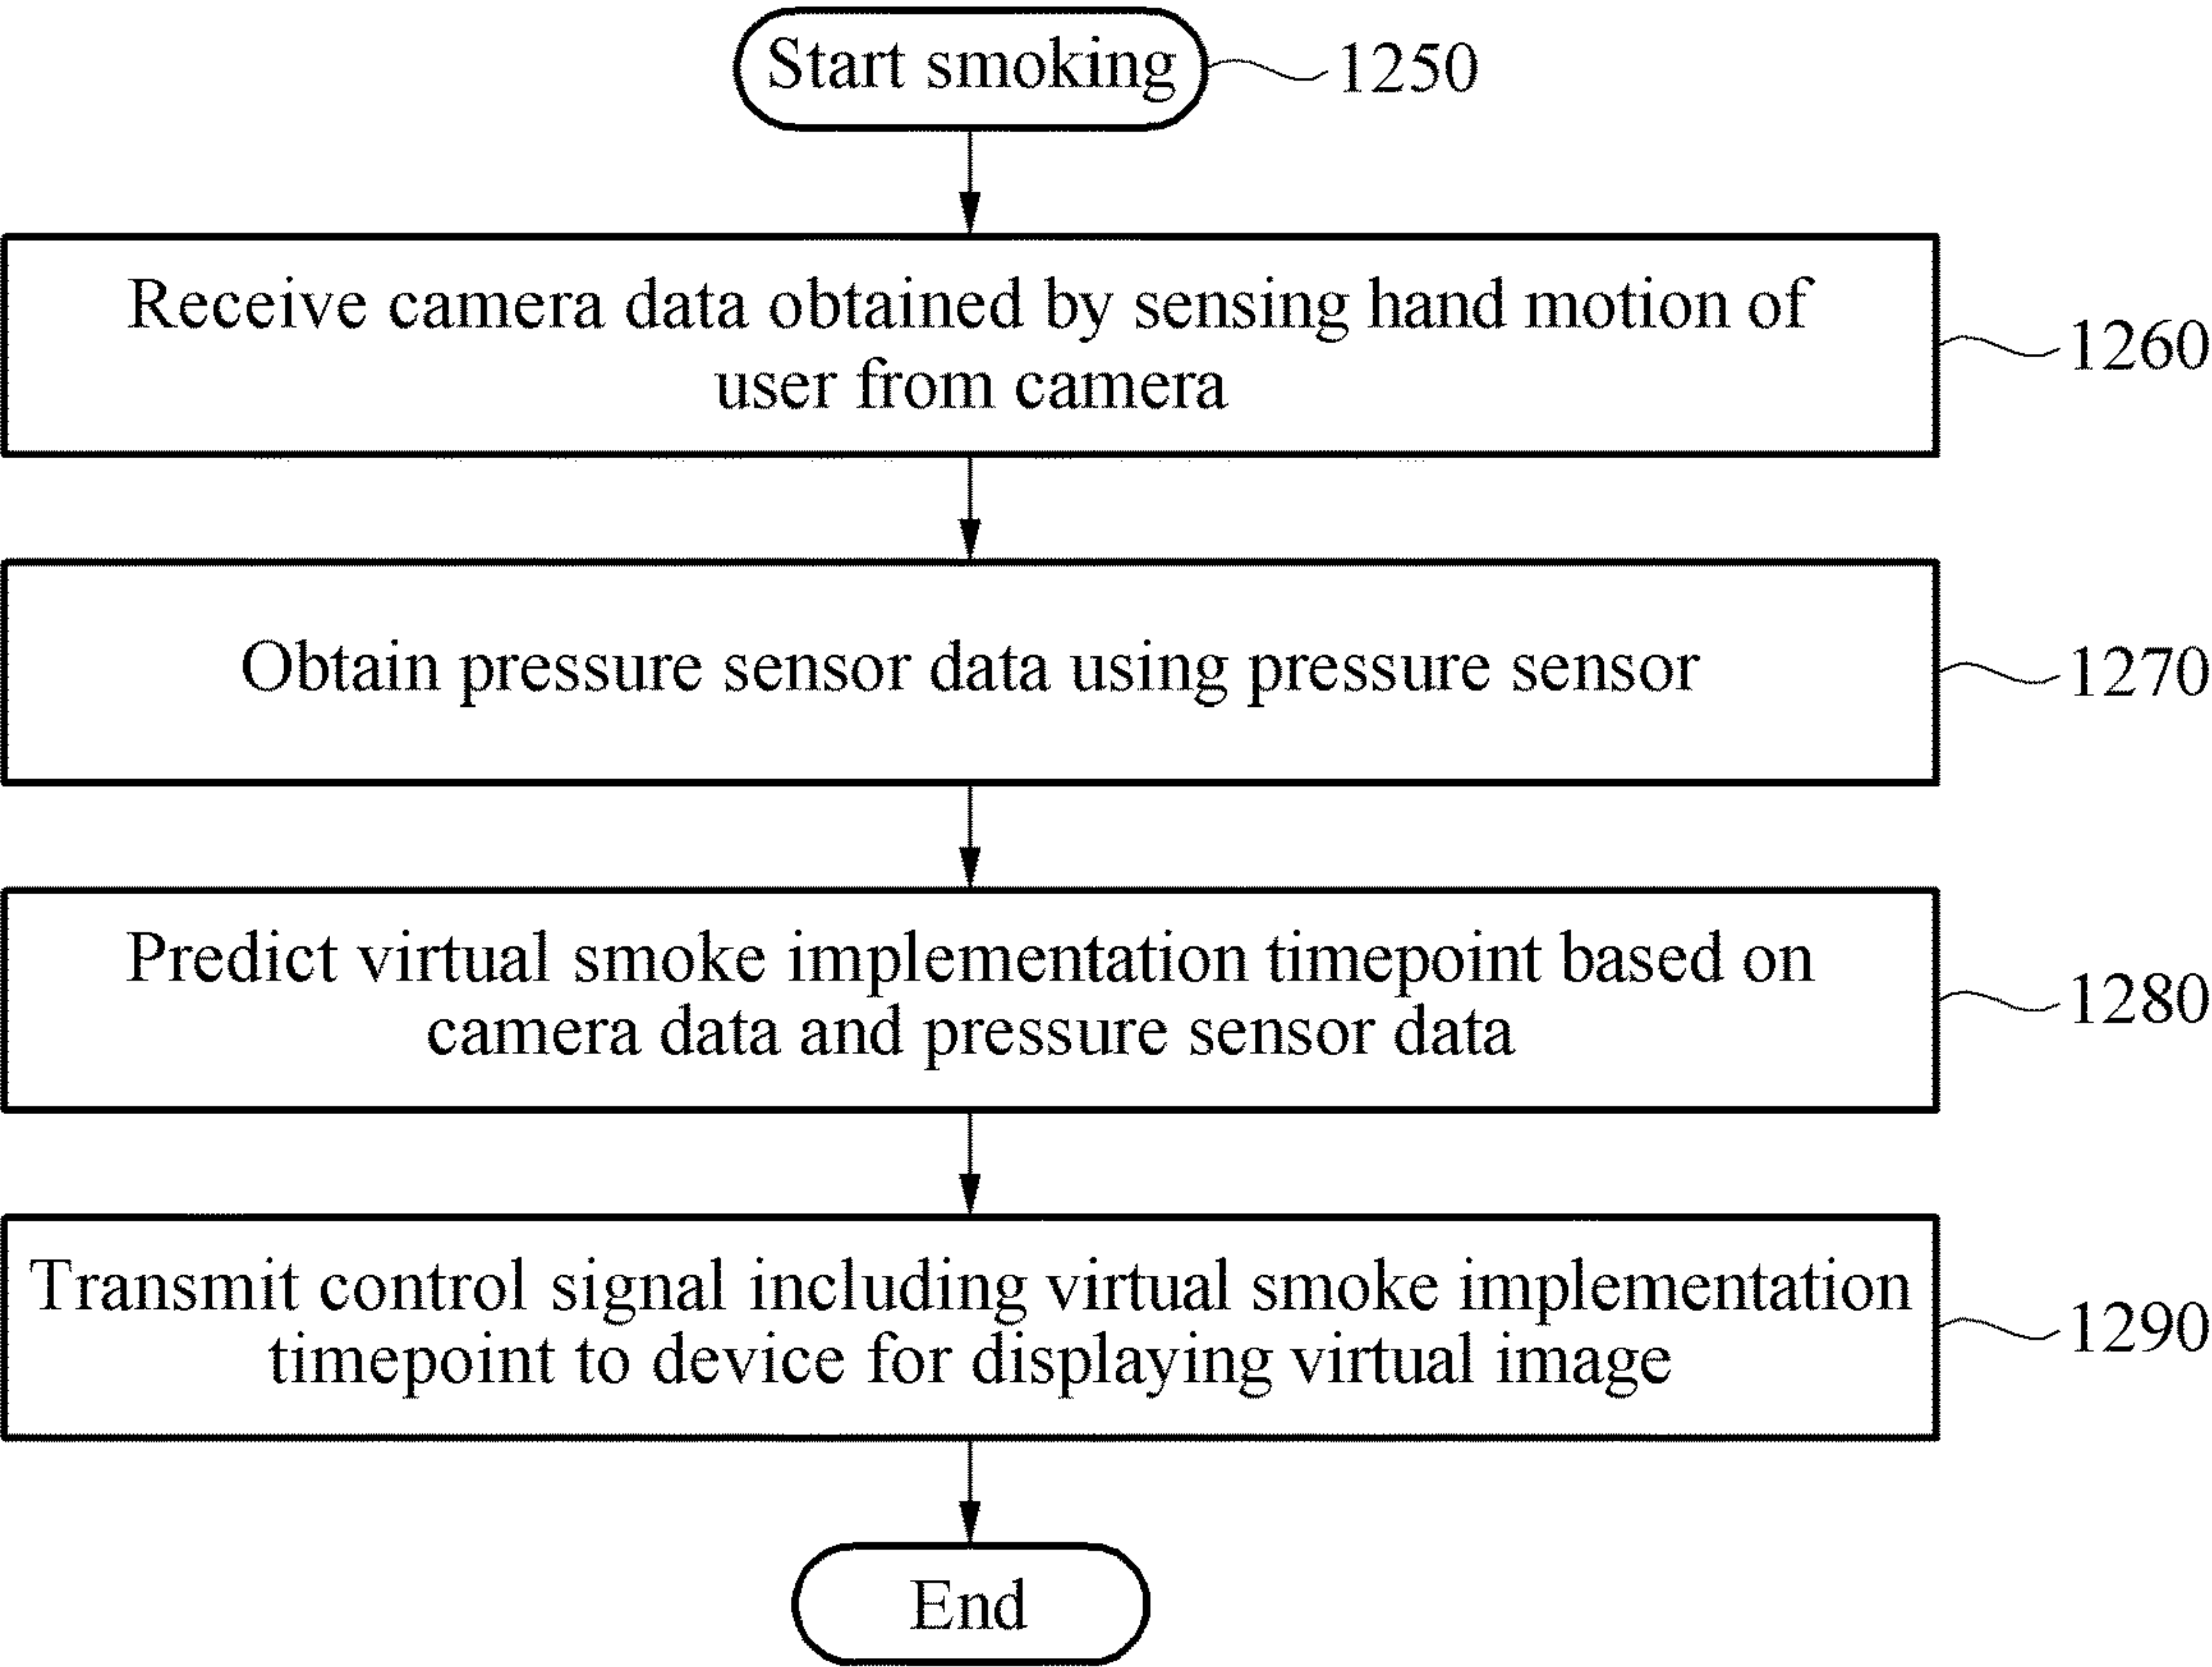 Start smoking
1250
Receive camera data obtained by sensing hand motion of
user from camera
1260
Obtain pressure sensor data using pressure sensor
1270
Predict virtual smoke implementation timepoint based on
camera data and pressure sensor data
1280
Transmit control signal including virtual smoke implementation
timepoint to device for displaying virtual image
1290
End